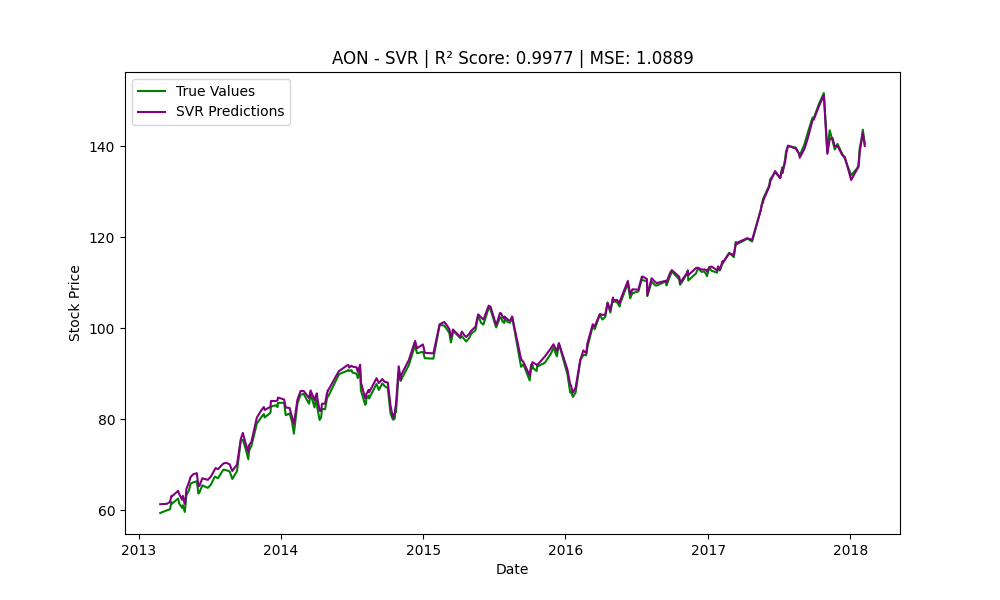 AON - SVR | R² Score: 0.9977 | MSE: 1.0889
True Values
SVR Predictions
Stock Price
140
120
100
80
60
2013 2014 2015 2016 2017 2018
Date